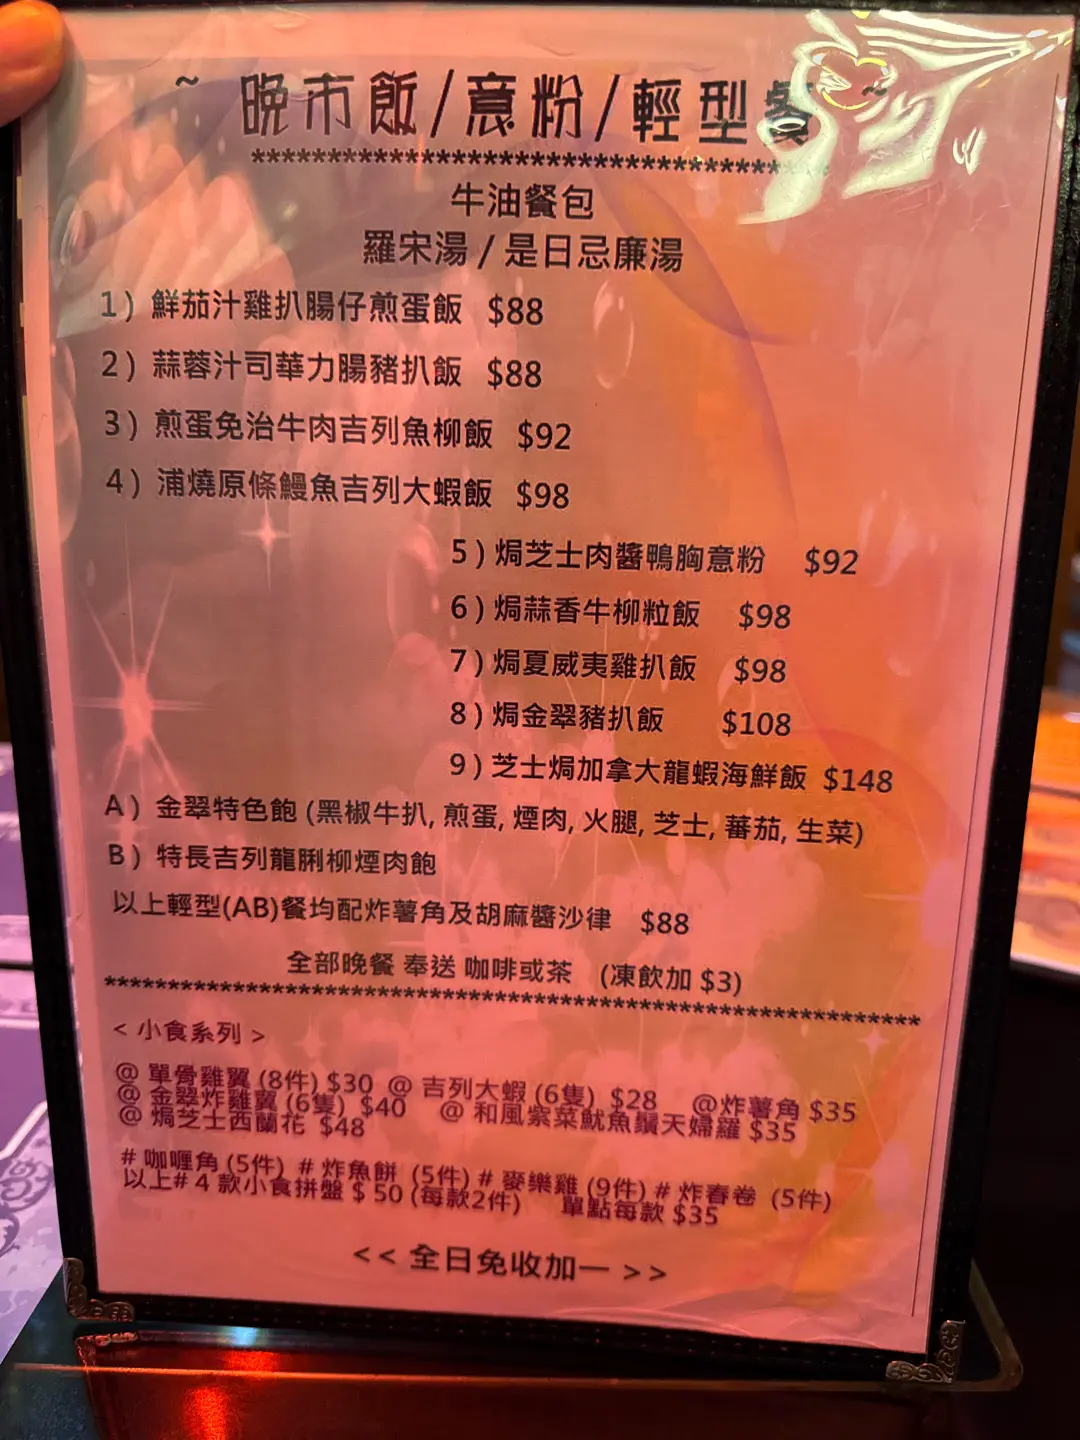 ~ 晚市飯/意粉/輕型餐 ~
************************************
牛油餐包
羅宋湯 / 是日忌廉湯
1) 鮮茄汁雞扒腸仔煎蛋飯 $88
2) 蒜蓉汁司華力腸豬扒飯 $88
3) 煎蛋免治牛肉吉列魚柳飯 $92
4) 浦燒原條鰻魚吉列大蝦飯 $98
5) 焗芝士肉醬鴨胸意粉 $92
6) 焗蒜香牛柳粒飯 $98
7) 焗夏威夷雞扒飯 $98
8) 焗金翠豬扒飯 $108
9) 芝士焗加拿大龍蝦海鮮飯 $148
A) 金翠特色飽 (黑椒牛扒, 煎蛋, 煙肉, 火腿, 芝士, 蕃茄, 生菜)
B) 特長吉列龍脷柳煙肉飽
以上輕型(AB)餐均配炸薯角及胡麻醬沙律 $88
全部晚餐 奉送 咖啡或茶 (凍飲加 $3)
****************************************************************
< 小食系列 >
@ 單骨雞翼 (8件) $30 @ 吉列大蝦 (6隻) $28 @炸薯角 $35
@ 金翠炸雞翼 (6隻) $40 @ 和風紫菜魷魚鬚天婦羅 $35
@ 焗芝士西蘭花 $48
# 咖喱角 (5件) # 炸魚餅 (5件) # 麥樂雞 (9件) # 炸春卷 (5件)
以上# 4 款小食拼盤 $ 50 (每款2件) 單點每款 $35
<< 全日免收加一 >>